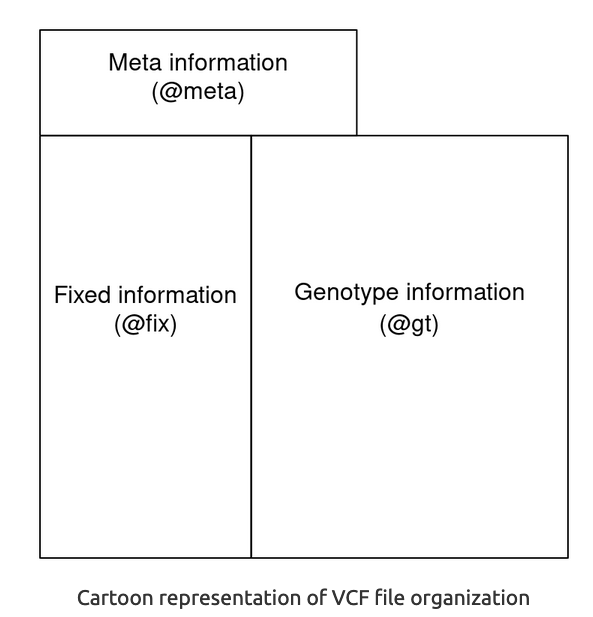 Meta information
(@meta)
Fixed information
(@fix)
Genotype information
(@gt)
Cartoon representation of VCF file organization